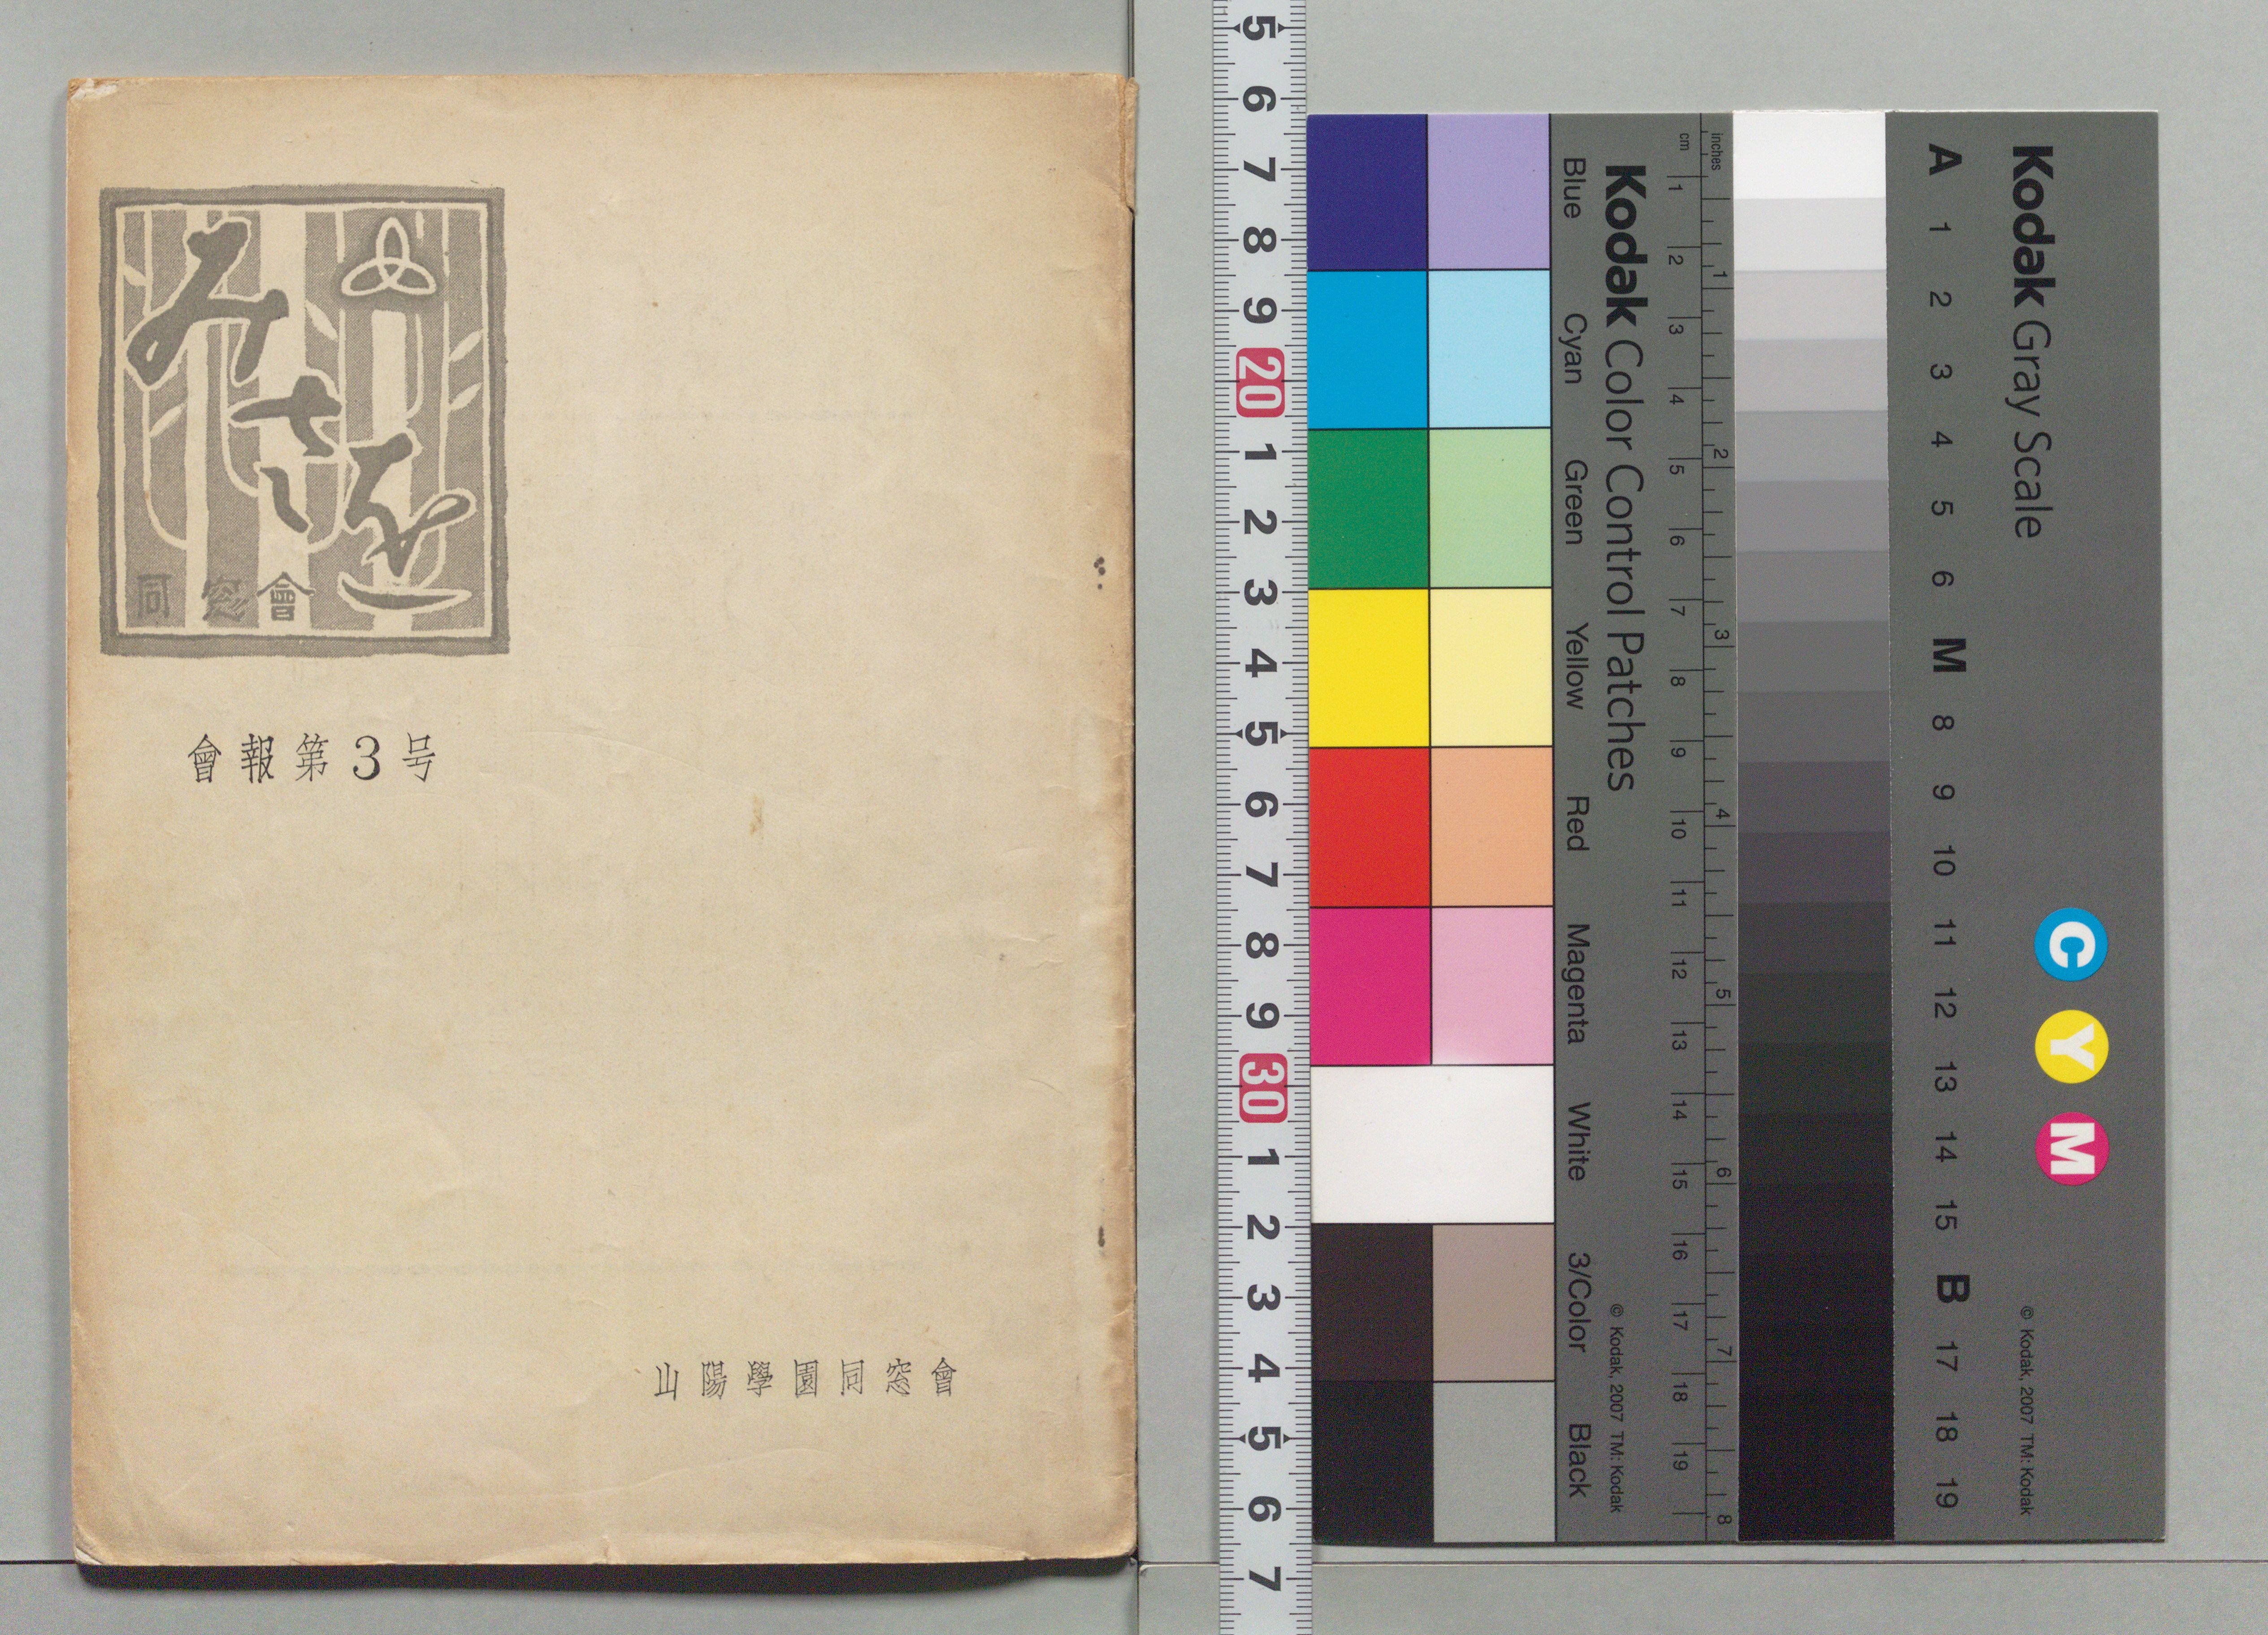 みさを
同窓會
會報第3号
山陽學園同窓會
5 6 7 8 9 20 1 2 3 4 5 6 7 8 9 30 1 2 3 4 5 6 7
Kodak Color Control Patches
Blue Cyan Green Yellow Red Magenta White 3/Color Black
© Kodak, 2007 TM: Kodak
cm 1 2 3 4 5 6 7 8 9 10 11 12 13 14 15 16 17 18 19
inches 1 2 3 4 5 6 7 8
Kodak Gray Scale
A 1 2 3 4 5 6 M 8 9 10 11 12 13 14 15 B 17 18 19
C Y M
© Kodak, 2007 TM: Kodak